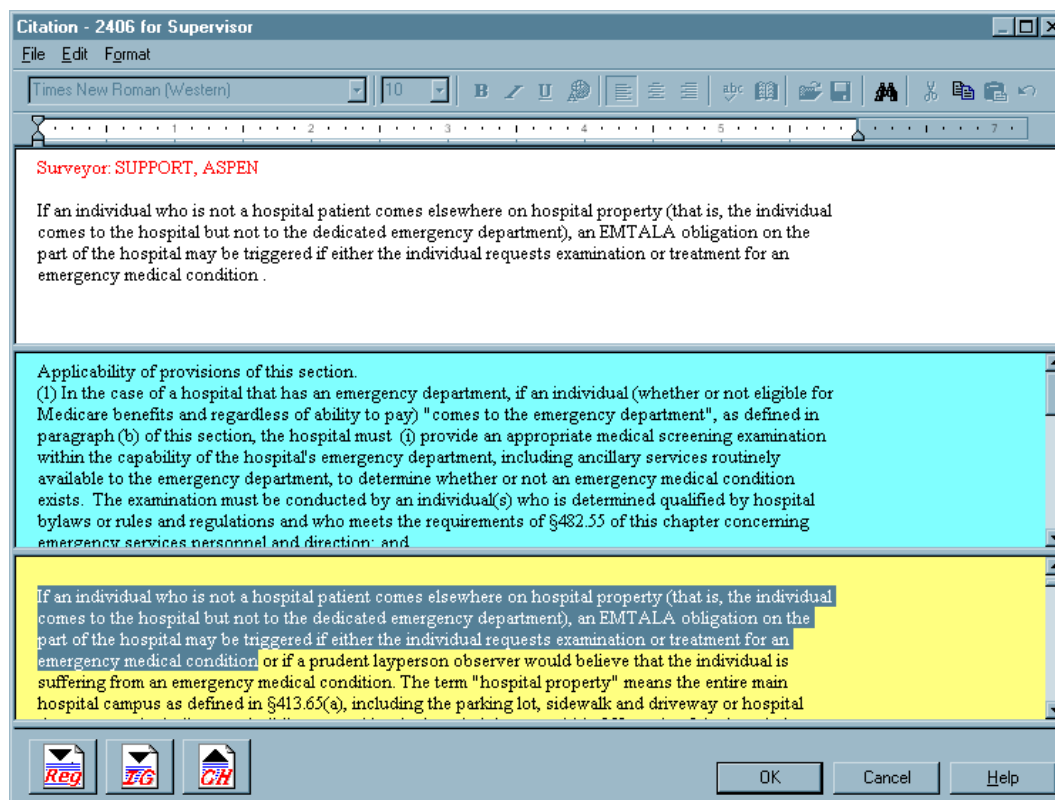 Citation - 2406 for Supervisor
File Edit Format
Times New Roman (Western) 10 B I U abc
1 2 3 4 5 7
Surveyor: SUPPORT, ASPEN
If an individual who is not a hospital patient comes elsewhere on hospital property (that is, the individual
comes to the hospital but not to the dedicated emergency department), an EMTALA obligation on the
part of the hospital may be triggered if either the individual requests examination or treatment for an
emergency medical condition .
Applicability of provisions of this section.
(1) In the case of a hospital that has an emergency department, if an individual (whether or not eligible for
Medicare benefits and regardless of ability to pay) "comes to the emergency department", as defined in
paragraph (b) of this section, the hospital must (i) provide an appropriate medical screening examination
within the capability of the hospital's emergency department, including ancillary services routinely
available to the emergency department, to determine whether or not an emergency medical condition
exists. The examination must be conducted by an individual(s) who is determined qualified by hospital
bylaws or rules and regulations and who meets the requirements of §482.55 of this chapter concerning
emergency services personnel and direction; and
If an individual who is not a hospital patient comes elsewhere on hospital property (that is, the individual
comes to the hospital but not to the dedicated emergency department), an EMTALA obligation on the
part of the hospital may be triggered if either the individual requests examination or treatment for an
emergency medical condition or if a prudent layperson observer would believe that the individual is
suffering from an emergency medical condition. The term "hospital property" means the entire main
hospital campus as defined in §413.65(a), including the parking lot, sidewalk and driveway or hospital
Reg IG CH
OK Cancel Help